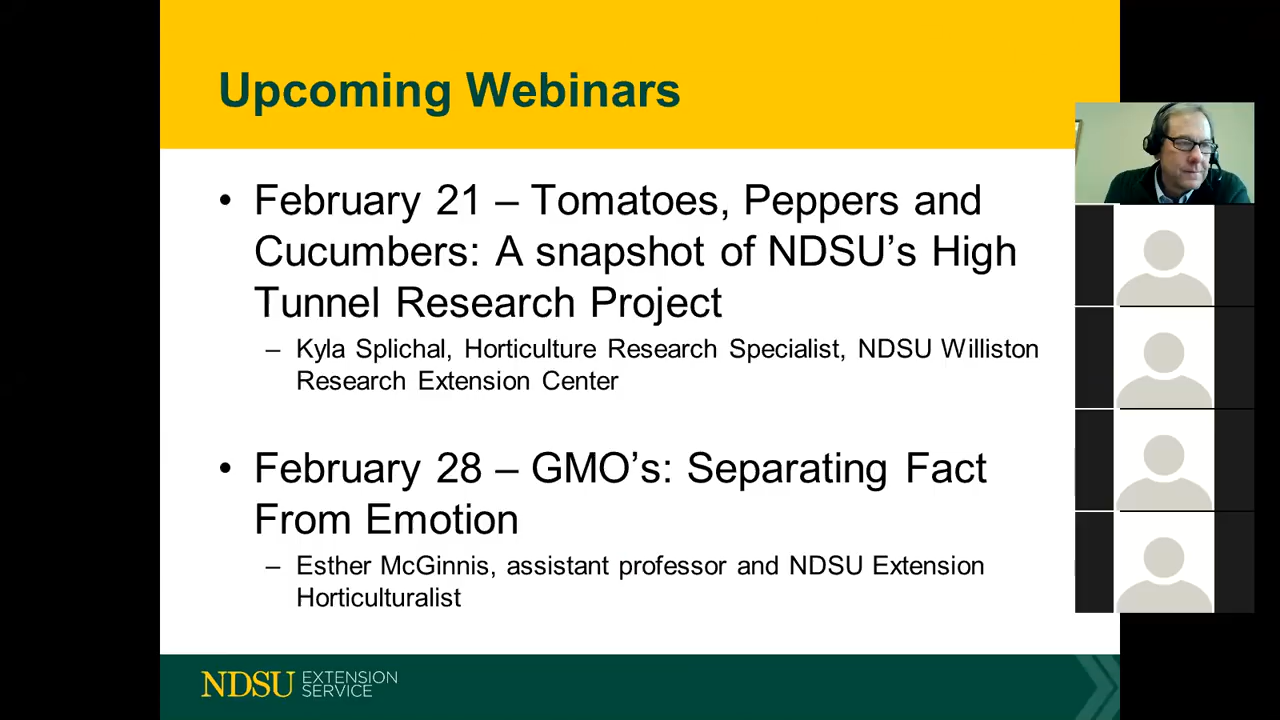 Upcoming Webinars
• February 21 – Tomatoes, Peppers and
Cucumbers: A snapshot of NDSU’s High
Tunnel Research Project
– Kyla Splichal, Horticulture Research Specialist, NDSU Williston
Research Extension Center
• February 28 – GMO’s: Separating Fact
From Emotion
– Esther McGinnis, assistant professor and NDSU Extension
Horticulturalist
NDSU EXTENSION
SERVICE